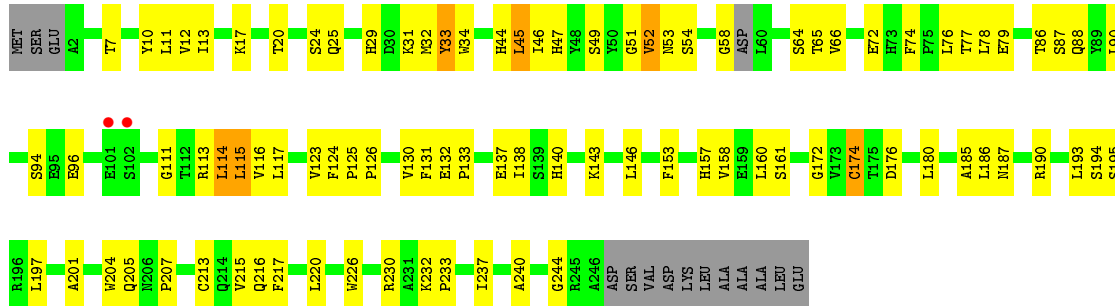 MET SER GLU A2 T7 Y10 L11 V12 I13 K17 T20 S24 Q25 H29 D30 K31 M32 Y33 W34 H44 L45 I46 H47 Y48 S49 Y50 G51 V52 N53 S54 G58 ASP L60 S64 T65 V66 E72 H73 F74 P75 L76 T77 L78 E79 T86 S87 Q88 Y89
S94 E95 E96 E101 S102 G111 T112 R113 L114 L115 V116 L117 V123 F124 P125 P126 V130 F131 E132 P133 E137 I138 S139 H140 K143 L146 F153 H157 V158 E159 L160 S161 G172 V173 C174 T175 D176 L180 A185 L186 N187 R190 L193 S194
R196 L197 A201 W204 Q205 N206 P207 C213 Q214 V215 Q216 F217 L220 W226 R230 A231 K232 P233 I237 A240 G244 R245 A246 ASP SER VAL ASP LYS LEU ALA ALA ALA LEU GLU